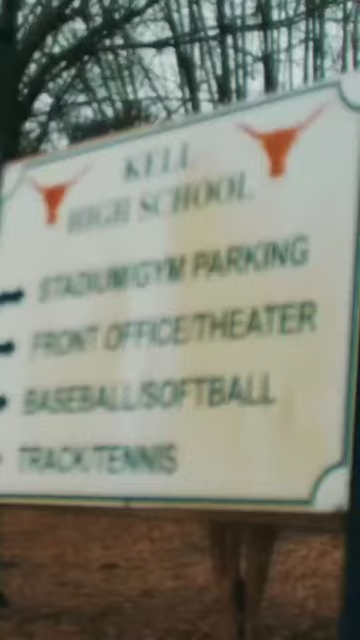 KELL
HIGH SCHOOL
STADIUM/GYM PARKING
FRONT OFFICE/THEATER
BASEBALL/SOFTBALL
TRACK/TENNIS